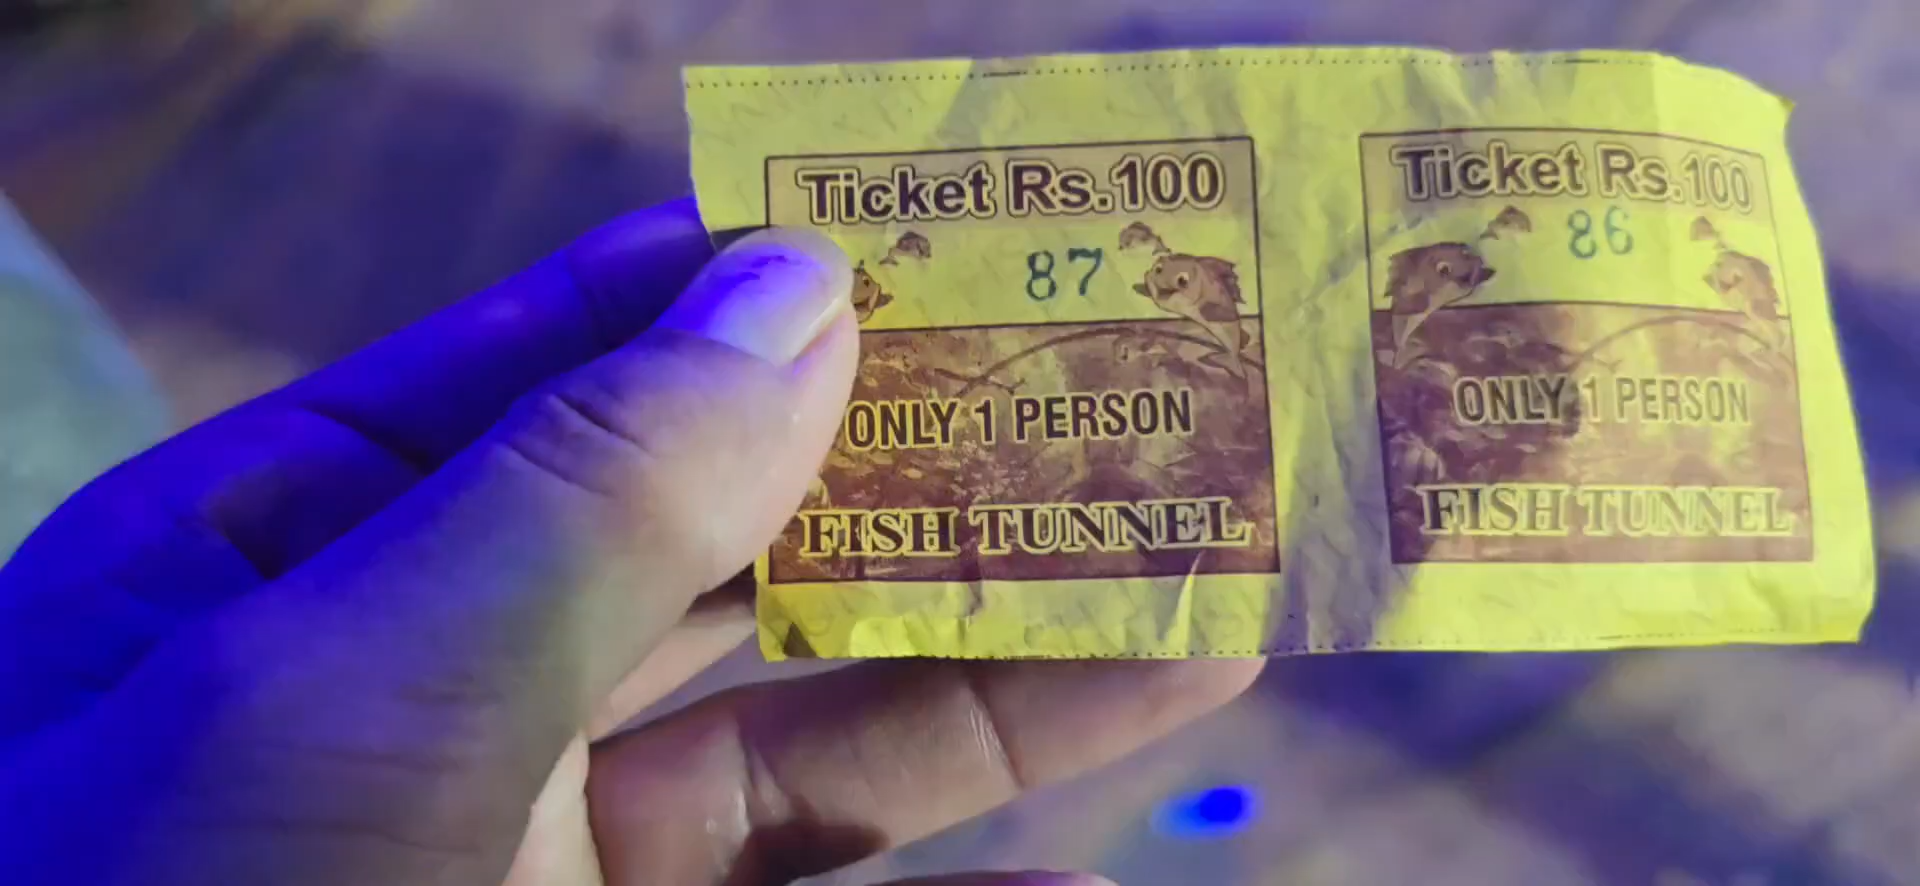 Ticket Rs.100
87
ONLY 1 PERSON
FISH TUNNEL
Ticket Rs.100
86
ONLY 1 PERSON
FISH TUNNEL